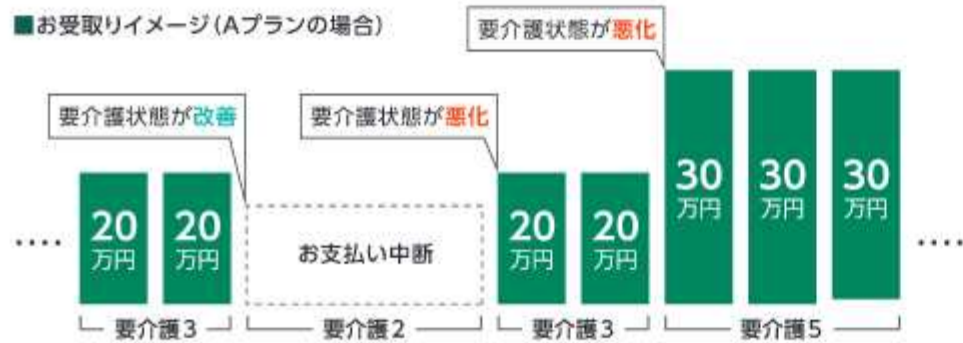 ■お受取りイメージ(Aプランの場合)
要介護状態が悪化
要介護状態が改善
要介護状態が悪化
‥‥
20
万円
20
万円
お支払い中断
20
万円
20
万円
30
万円
30
万円
30
万円
‥‥
要介護3
要介護2
要介護3
要介護5